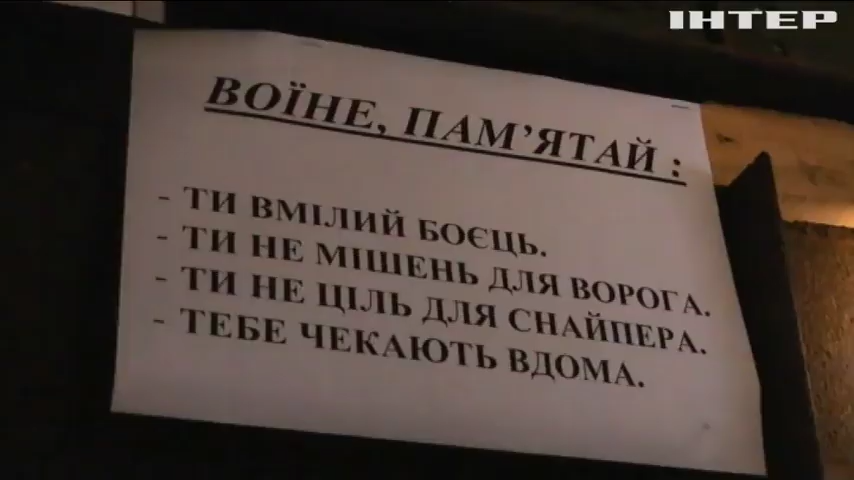 ІНТЕР
ВОЇНЕ, ПАМ’ЯТАЙ :
- ТИ ВМІЛИЙ БОЄЦЬ.
- ТИ НЕ МІШЕНЬ ДЛЯ ВОРОГА.
- ТИ НЕ ЦІЛЬ ДЛЯ СНАЙПЕРА.
- ТЕБЕ ЧЕКАЮТЬ ВДОМА.